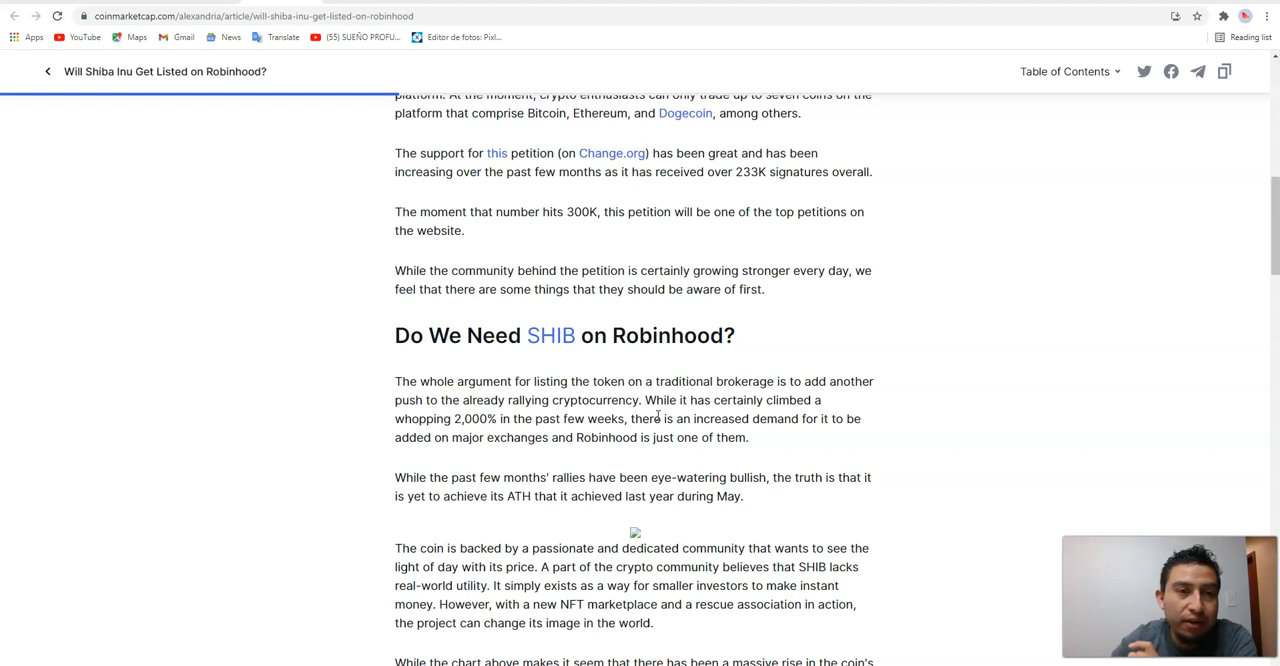 coinmarketcap.com/alexandria/article/will-shiba-inu-get-listed-on-robinhood
Apps YouTube Maps Gmail News Translate (55) SUEÑO PROFU... Editor de fotos: Pixl... Reading list
Will Shiba Inu Get Listed on Robinhood? Table of Contents
platform. At the moment, crypto enthusiasts can only trade up to seven coins on the
platform that comprise Bitcoin, Ethereum, and Dogecoin, among others.
The support for this petition (on Change.org) has been great and has been
increasing over the past few months as it has received over 233K signatures overall.
The moment that number hits 300K, this petition will be one of the top petitions on
the website.
While the community behind the petition is certainly growing stronger every day, we
feel that there are some things that they should be aware of first.
Do We Need SHIB on Robinhood?
The whole argument for listing the token on a traditional brokerage is to add another
push to the already rallying cryptocurrency. While it has certainly climbed a
whopping 2,000% in the past few weeks, there is an increased demand for it to be
added on major exchanges and Robinhood is just one of them.
While the past few months' rallies have been eye-watering bullish, the truth is that it
is yet to achieve its ATH that it achieved last year during May.
The coin is backed by a passionate and dedicated community that wants to see the
light of day with its price. A part of the crypto community believes that SHIB lacks
real-world utility. It simply exists as a way for smaller investors to make instant
money. However, with a new NFT marketplace and a rescue association in action,
the project can change its image in the world.
While the chart above makes it seem that there has been a massive rise in the coin's